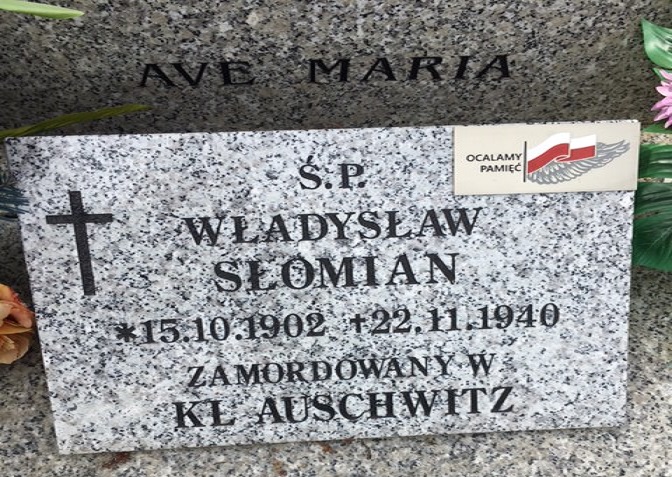 AVE MARIA
OCALAMY
PAMIĘĆ
Ś.P.
WŁADYSŁAW
SŁOMIAN
*15.10.1902 +22.11.1940
ZAMORDOWANY W
KL AUSCHWITZ